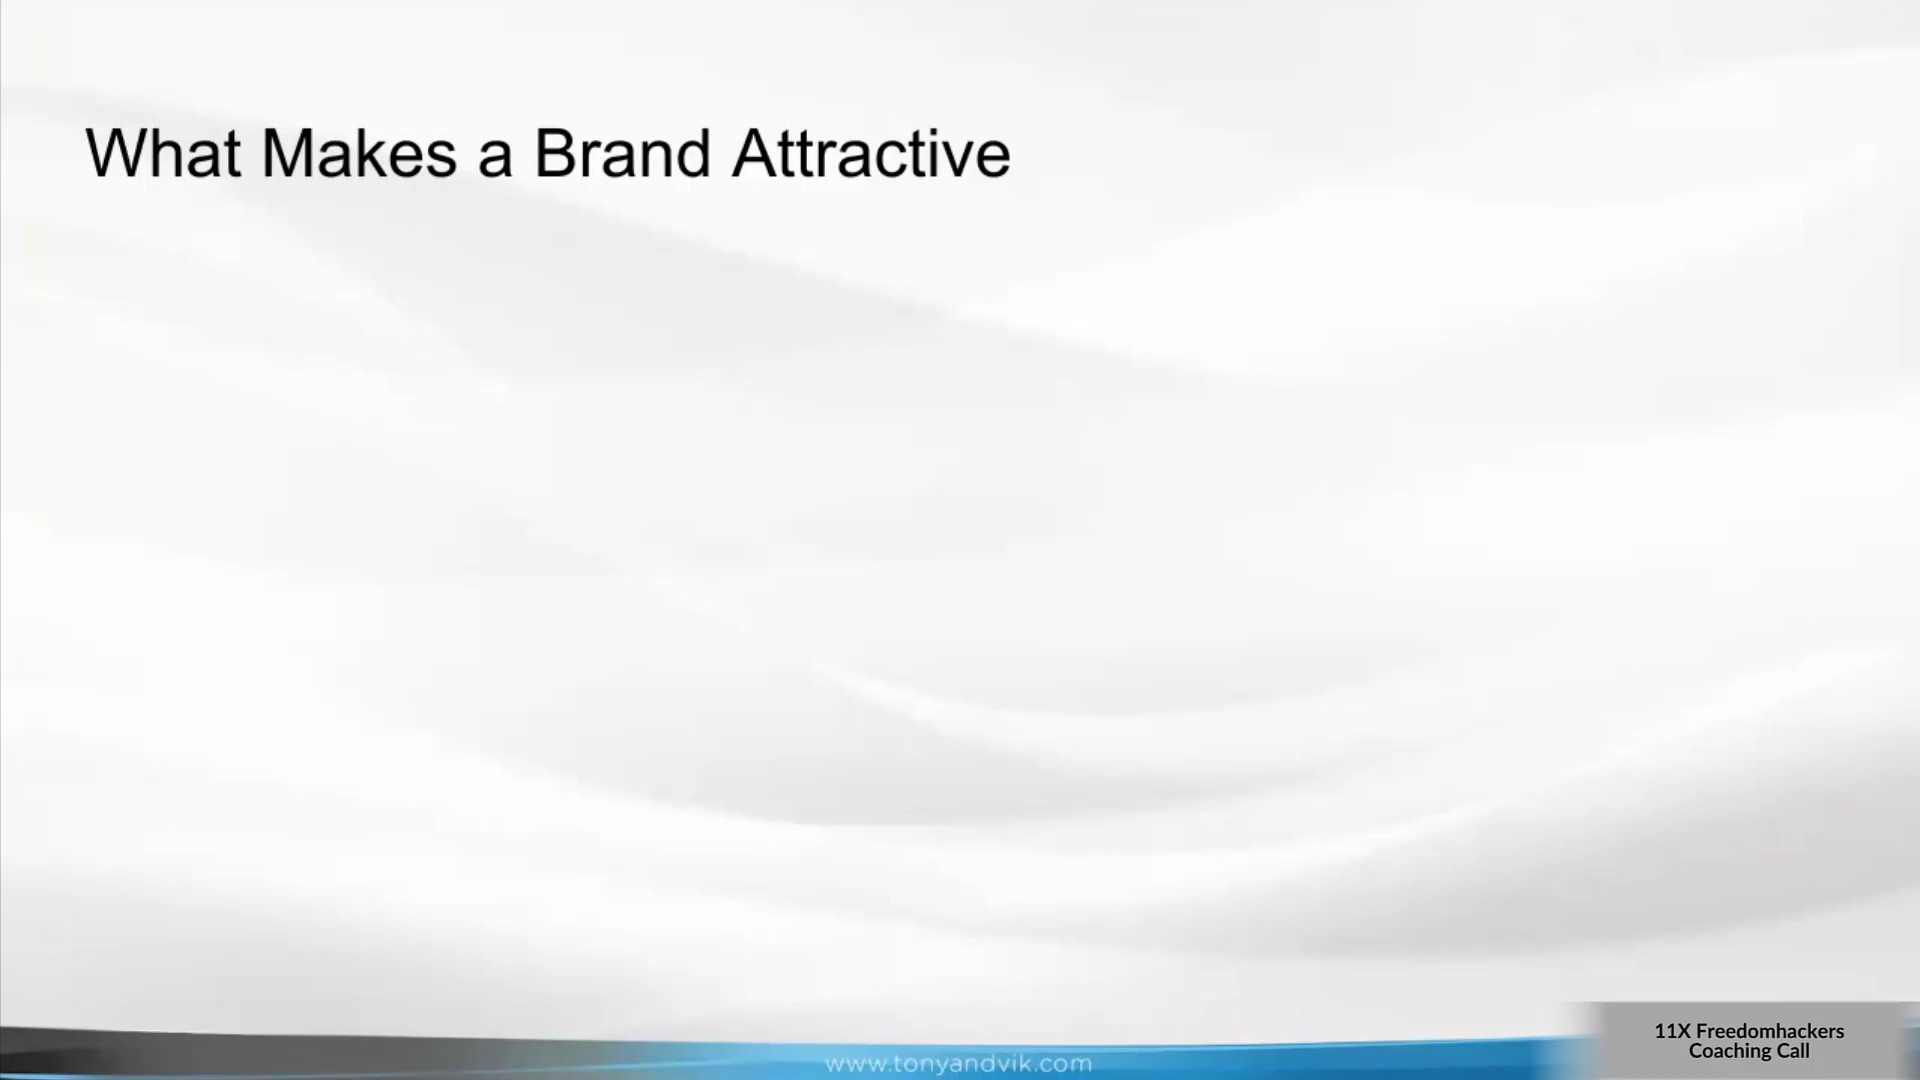 What Makes a Brand Attractive
www.tonyandvik.com
11X Freedomhackers
Coaching Call